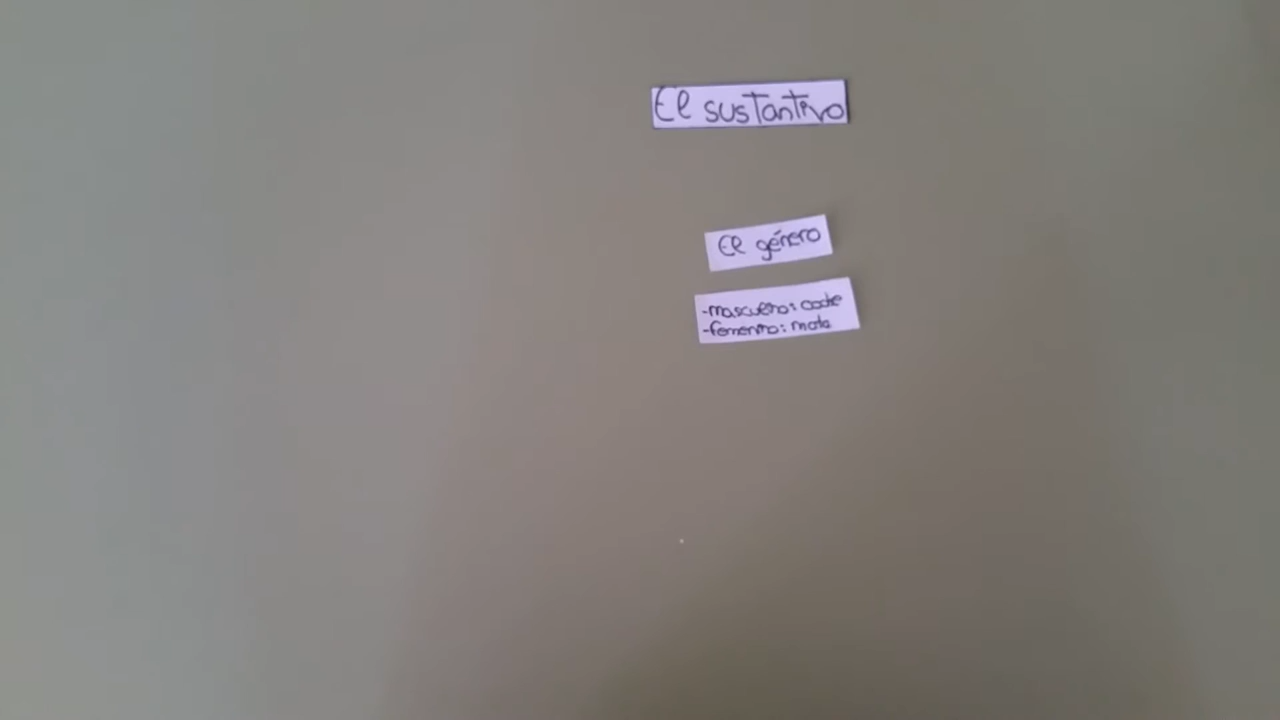 El sustantivo
El género
-masculino: coche
-femenino: moto